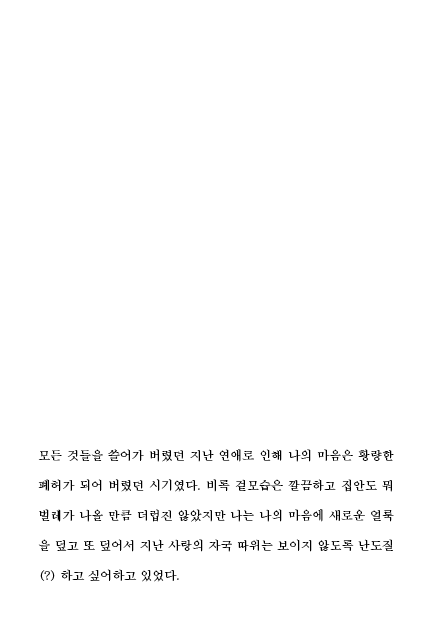 모든 것들을 쓸어가 버렸던 지난 연애로 인해 나의 마음은 황량한
폐허가 되어 버렸던 시기였다. 비록 겉모습은 깔끔하고 집안도 뭐
벌레가 나올 만큼 더럽진 않았지만 나는 나의 마음에 새로운 얼룩
을 덮고 또 덮어서 지난 사랑의 자국 따위는 보이지 않도록 난도질
(?) 하고 싶어하고 있었다.